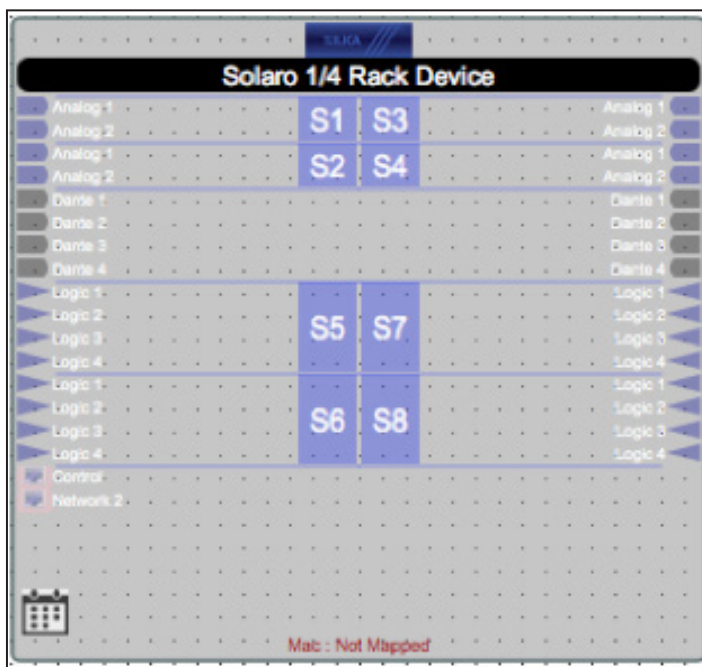 XILICA
Solaro 1/4 Rack Device
Analog 1 S1 S3 Analog 1
Analog 2 Analog 2
Analog 1 S2 S4 Analog 1
Analog 2 Analog 2
Dante 1 Dante 1
Dante 2 Dante 2
Dante 3 Dante 3
Dante 4 Dante 4
Logic 1 Logic 1
Logic 2 S5 S7 Logic 2
Logic 3 Logic 3
Logic 4 Logic 4
Logic 1 Logic 1
Logic 2 S6 S8 Logic 2
Logic 3 Logic 3
Logic 4 Logic 4
Control
Network 2
Mac : Not Mapped